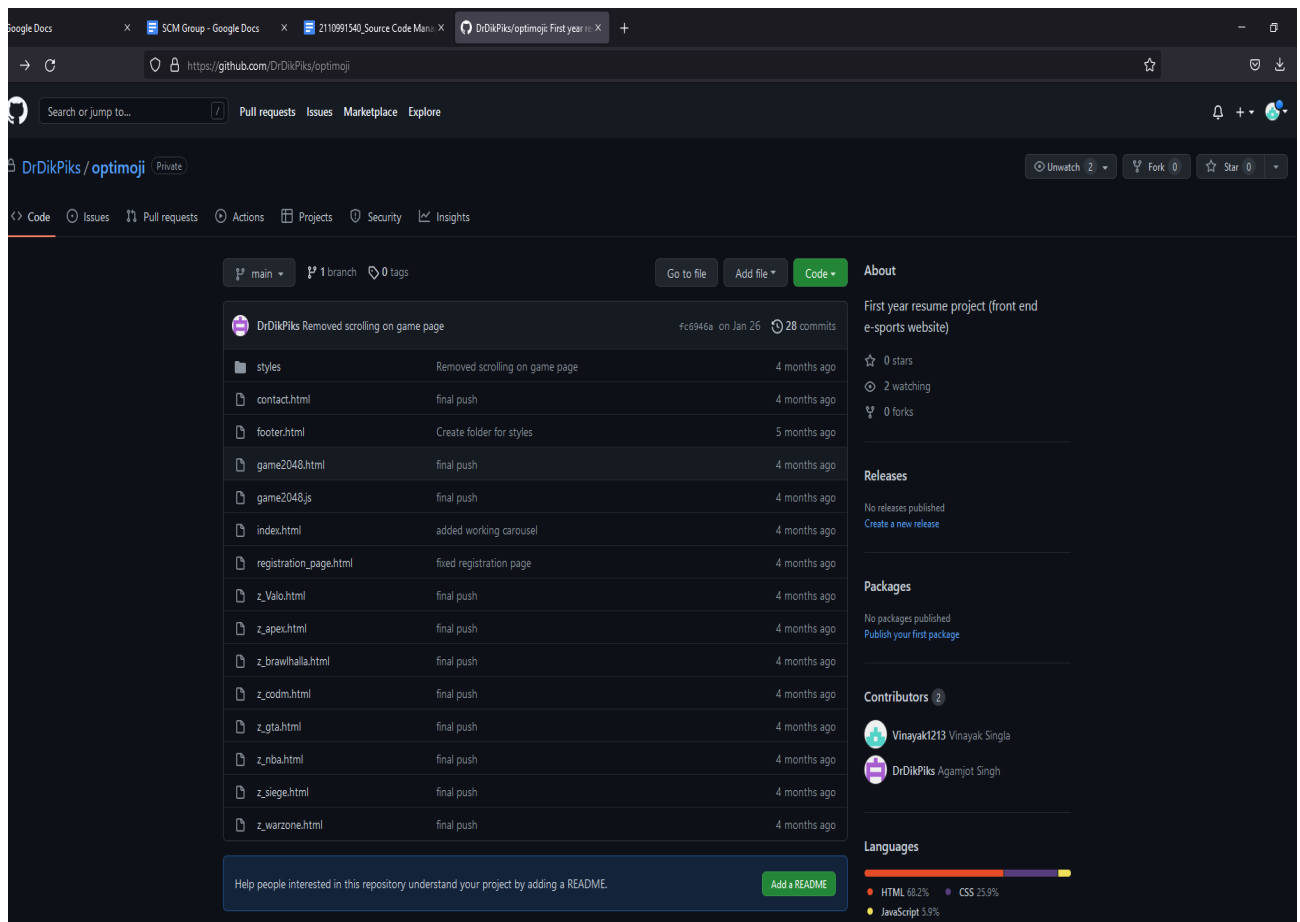 Google Docs SCM Group - Google Docs 2110991540_Source Code Mana DrDikPiks/optimoji: First year re
https://github.com/DrDikPiks/optimoji
Search or jump to... / Pull requests Issues Marketplace Explore
DrDikPiks / optimoji Private Unwatch 2 Fork 0 Star 0
<> Code Issues Pull requests Actions Projects Security Insights
main 1 branch 0 tags Go to file Add file Code
DrDikPiks Removed scrolling on game page fc6946a on Jan 26 28 commits
styles Removed scrolling on game page 4 months ago
contact.html final push 4 months ago
footer.html Create folder for styles 5 months ago
game2048.html final push 4 months ago
game2048.js final push 4 months ago
index.html added working carousel 4 months ago
registration_page.html fixed registration page 4 months ago
z_Valo.html final push 4 months ago
z_apex.html final push 4 months ago
z_brawlhalla.html final push 4 months ago
z_codm.html final push 4 months ago
z_gta.html final push 4 months ago
z_nba.html final push 4 months ago
z_siege.html final push 4 months ago
z_warzone.html final push 4 months ago
Help people interested in this repository understand your project by adding a README. Add a README
About
First year resume project (front end
e-sports website)
0 stars
2 watching
0 forks
Releases
No releases published
Create a new release
Packages
No packages published
Publish your first package
Contributors 2
Vinayak1213 Vinayak Singla
DrDikPiks Agamjot Singh
Languages
HTML 68.2% CSS 25.9%
JavaScript 5.9%